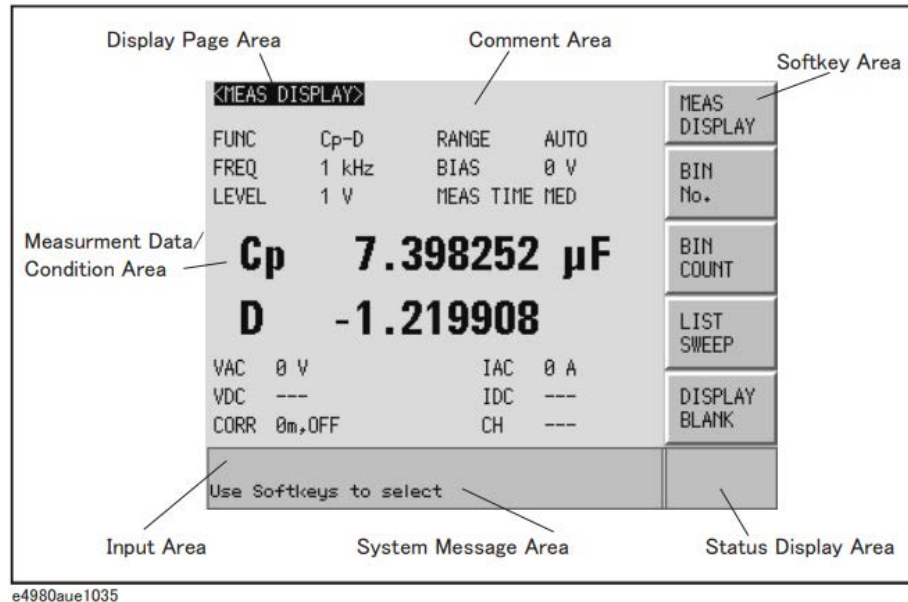 Display Page Area
Comment Area
Softkey Area
<MEAS DISPLAY>
FUNC Cp-D RANGE AUTO
FREQ 1 kHz BIAS 0 V
LEVEL 1 V MEAS TIME MED
Measurment Data/
Condition Area
Cp 7.398252 μF
D -1.219908
VAC 0 V IAC 0 A
VDC --- IDC ---
CORR 0m,OFF CH ---
MEAS
DISPLAY
BIN
No.
BIN
COUNT
LIST
SWEEP
DISPLAY
BLANK
Use Softkeys to select
Input Area
System Message Area
Status Display Area
e4980aue1035